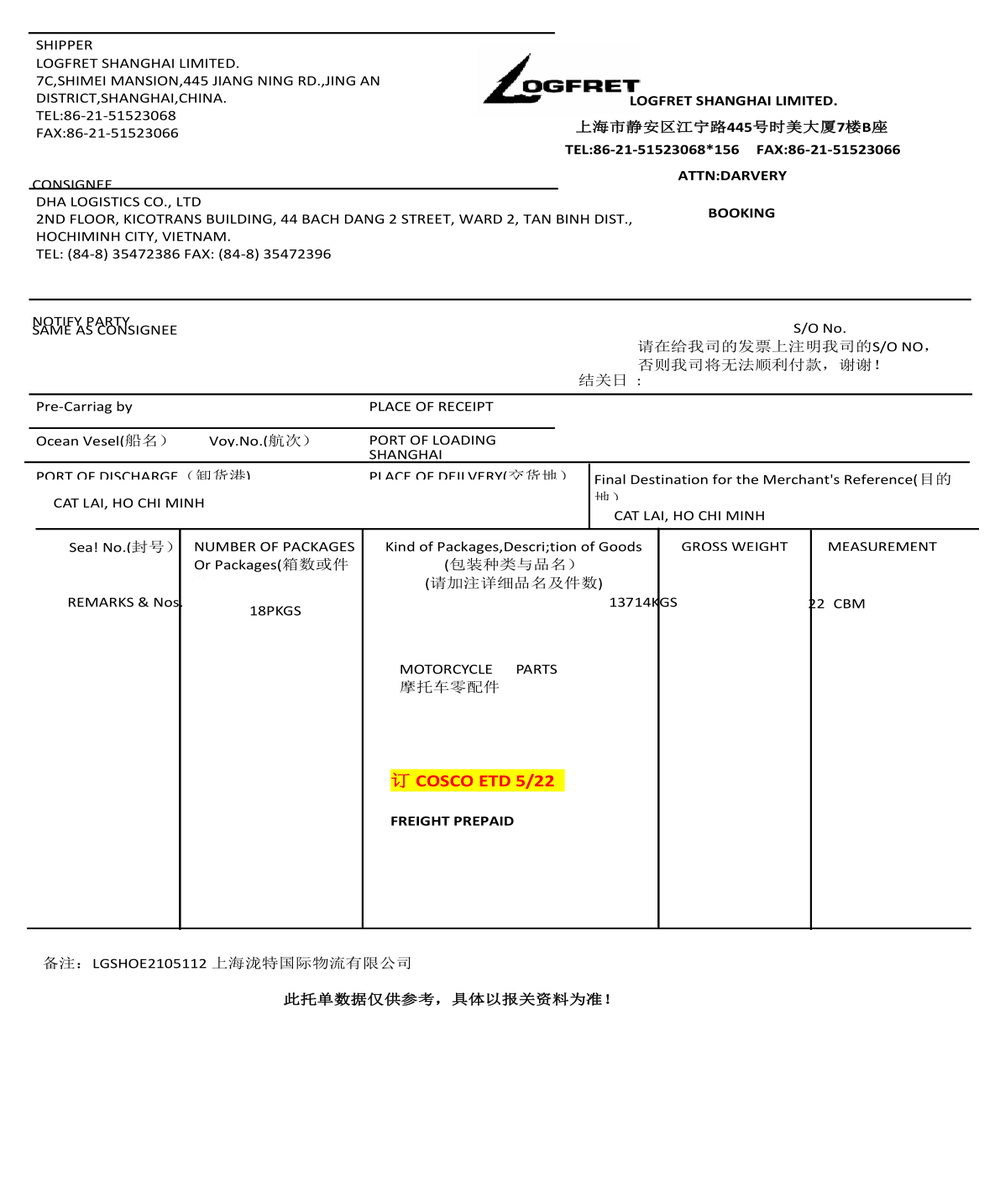 SHIPPER
LOGFRET SHANGHAI LIMITED.
7C,SHIMEI MANSION,445 JIANG NING RD.,JING AN
DISTRICT,SHANGHAI,CHINA.
TEL:86-21-51523068
FAX:86-21-51523066
LOGFRET
LOGFRET SHANGHAI LIMITED.
上海市静安区江宁路445号时美大厦7楼B座
TEL:86-21-51523068*156 FAX:86-21-51523066
ATTN:DARVERY
BOOKING
CONSIGNEE
DHA LOGISTICS CO., LTD
2ND FLOOR, KICOTRANS BUILDING, 44 BACH DANG 2 STREET, WARD 2, TAN BINH DIST.,
HOCHIMINH CITY, VIETNAM.
TEL: (84-8) 35472386 FAX: (84-8) 35472396
NOTIFY PARTY
SAME AS CONSIGNEE
S/O No.
请在给我司的发票上注明我司的S/O NO，
否则我司将无法顺利付款，谢谢！
结关日 :
Pre-Carriag by PLACE OF RECEIPT
Ocean Vesel(船名） Voy.No.(航次） PORT OF LOADING
SHANGHAI
PORT OF DISCHARGE（卸货港) PLACE OF DEILVERY(交货地） Final Destination for the Merchant's Reference(目的
地）
CAT LAI, HO CHI MINH CAT LAI, HO CHI MINH
Sea! No.(封号） NUMBER OF PACKAGES Kind of Packages,Descri;tion of Goods GROSS WEIGHT MEASUREMENT
Or Packages(箱数或件 (包装种类与品名）
(请加注详细品名及件数)
REMARKS & Nos. 18PKGS 13714KGS 22 CBM
MOTORCYCLE PARTS
摩托车零配件
订 COSCO ETD 5/22
FREIGHT PREPAID
备注：LGSHOE2105112 上海泷特国际物流有限公司
此托单数据仅供参考，具体以报关资料为准！